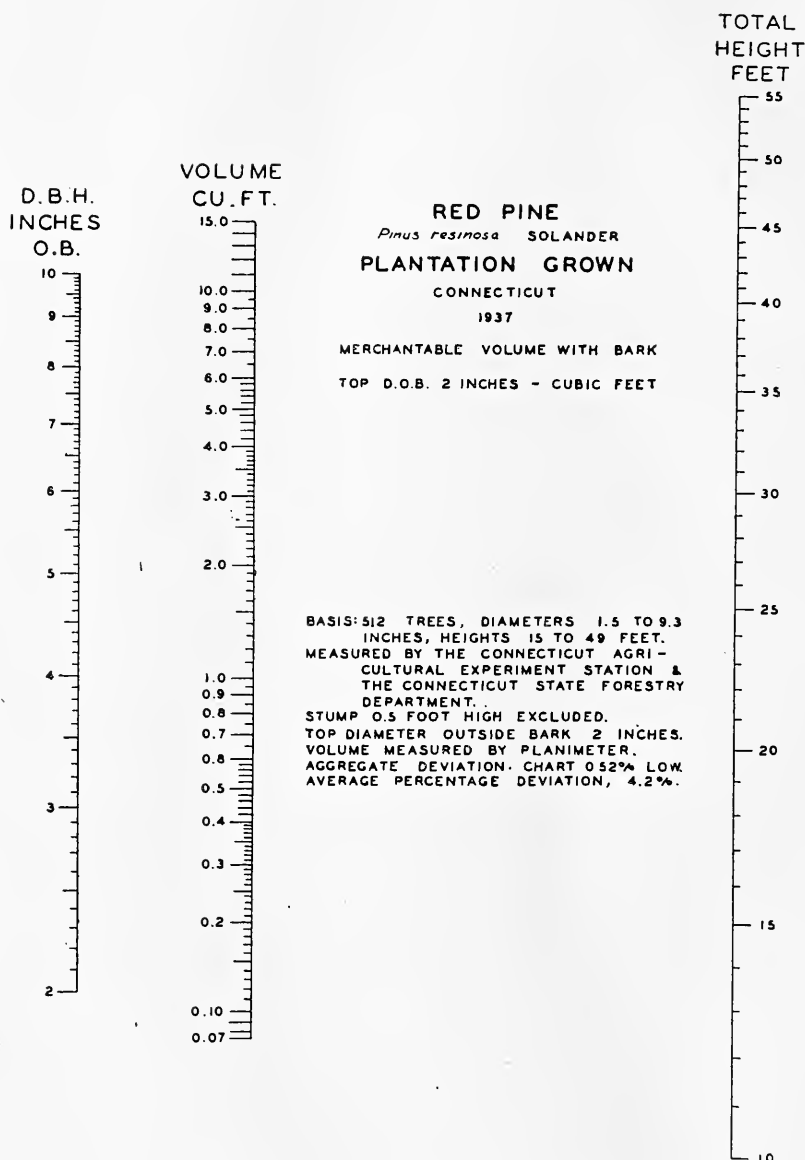 TOTAL
HEIGHT
FEET
55
50
45
40
35
30
25
20
15
10
D.B.H.
INCHES
O.B.
10
9
8
7
6
5
4
3
2
VOLUME
CU.FT.
15.0
10.0
9.0
8.0
7.0
6.0
5.0
4.0
3.0
2.0
1.0
0.9
0.8
0.7
0.8
0.5
0.4
0.3
0.2
0.10
0.07
RED PINE
Pinus resinosa SOLANDER
PLANTATION GROWN
CONNECTICUT
1937
MERCHANTABLE VOLUME WITH BARK
TOP D.O.B. 2 INCHES - CUBIC FEET
BASIS: 512 TREES, DIAMETERS 1.5 TO 9.3
INCHES, HEIGHTS 15 TO 49 FEET.
MEASURED BY THE CONNECTICUT AGRI-
CULTURAL EXPERIMENT STATION &
THE CONNECTICUT STATE FORESTRY
DEPARTMENT.
STUMP 0.5 FOOT HIGH EXCLUDED.
TOP DIAMETER OUTSIDE BARK 2 INCHES.
VOLUME MEASURED BY PLANIMETER.
AGGREGATE DEVIATION. CHART 0.52% LOW.
AVERAGE PERCENTAGE DEVIATION, 4.2%.